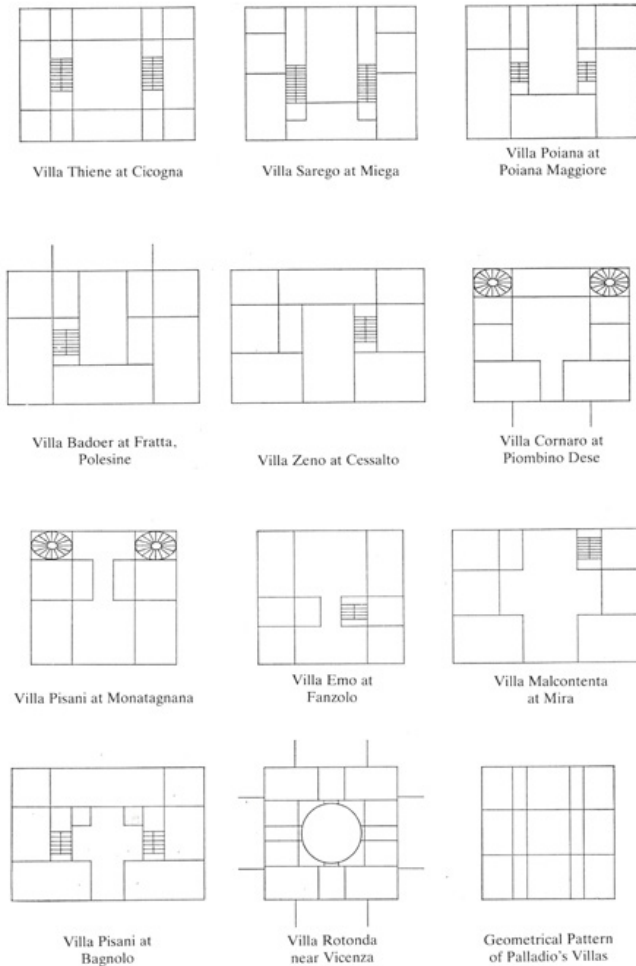 Villa Thiene at Cicogna
Villa Sarego at Miega
Villa Poiana at
Poiana Maggiore
Villa Badoer at Fratta,
Polesine
Villa Zeno at Cessalto
Villa Cornaro at
Piombino Dese
Villa Pisani at Monatagnana
Villa Emo at
Fanzolo
Villa Malcontenta
at Mira
Villa Pisani at
Bagnolo
Villa Rotonda
near Vicenza
Geometrical Pattern
of Palladio's Villas